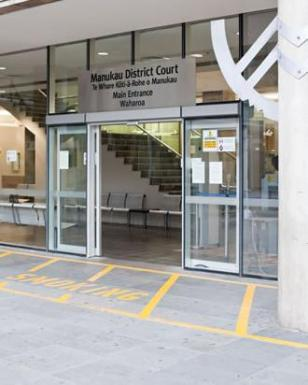 Manukau District Court
Te Whare Kōti-ā-Rohe o Manukau
Main Entrance
Waharoa
SMOKING